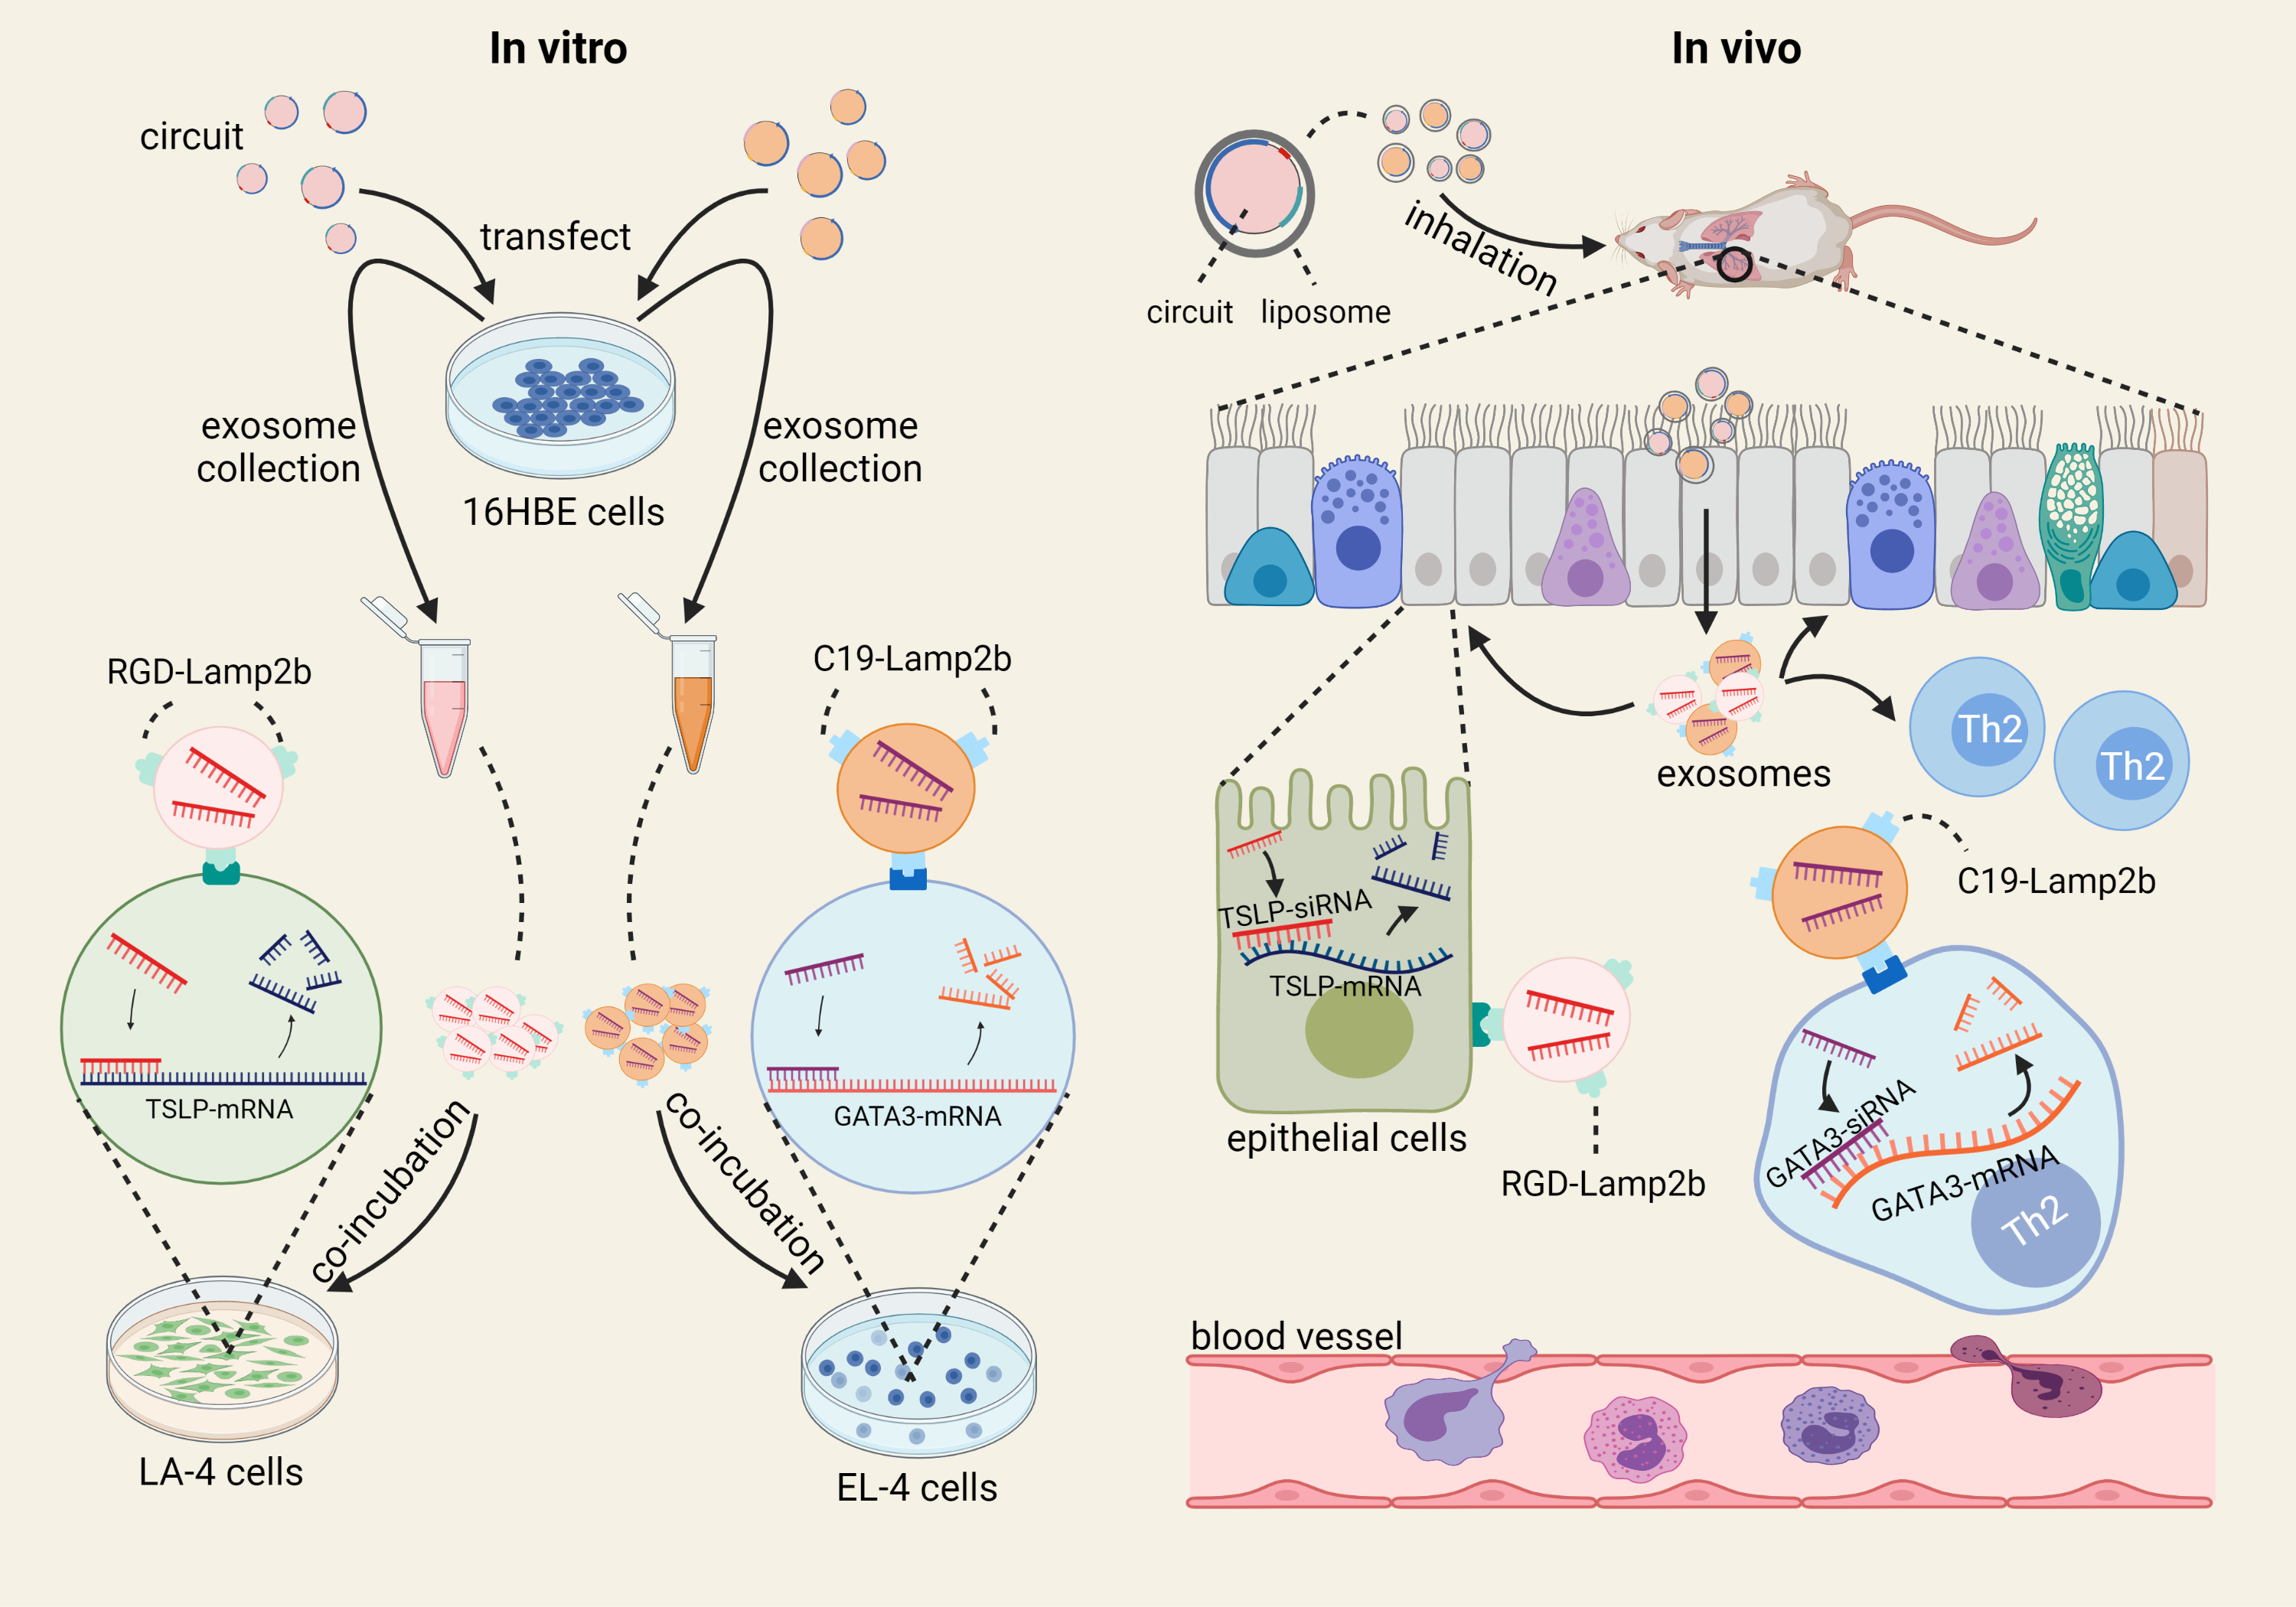 In vitro
circuit
transfect
exosome
collection
exosome
collection
16HBE cells
RGD-Lamp2b
C19-Lamp2b
TSLP-mRNA
GATA3-mRNA
co-incubation
co-incubation
LA-4 cells
EL-4 cells
In vivo
inhalation
circuit
liposome
exosomes
Th2
Th2
C19-Lamp2b
TSLP-siRNA
TSLP-mRNA
epithelial cells
RGD-Lamp2b
GATA3-siRNA
GATA3-mRNA
Th2
blood vessel